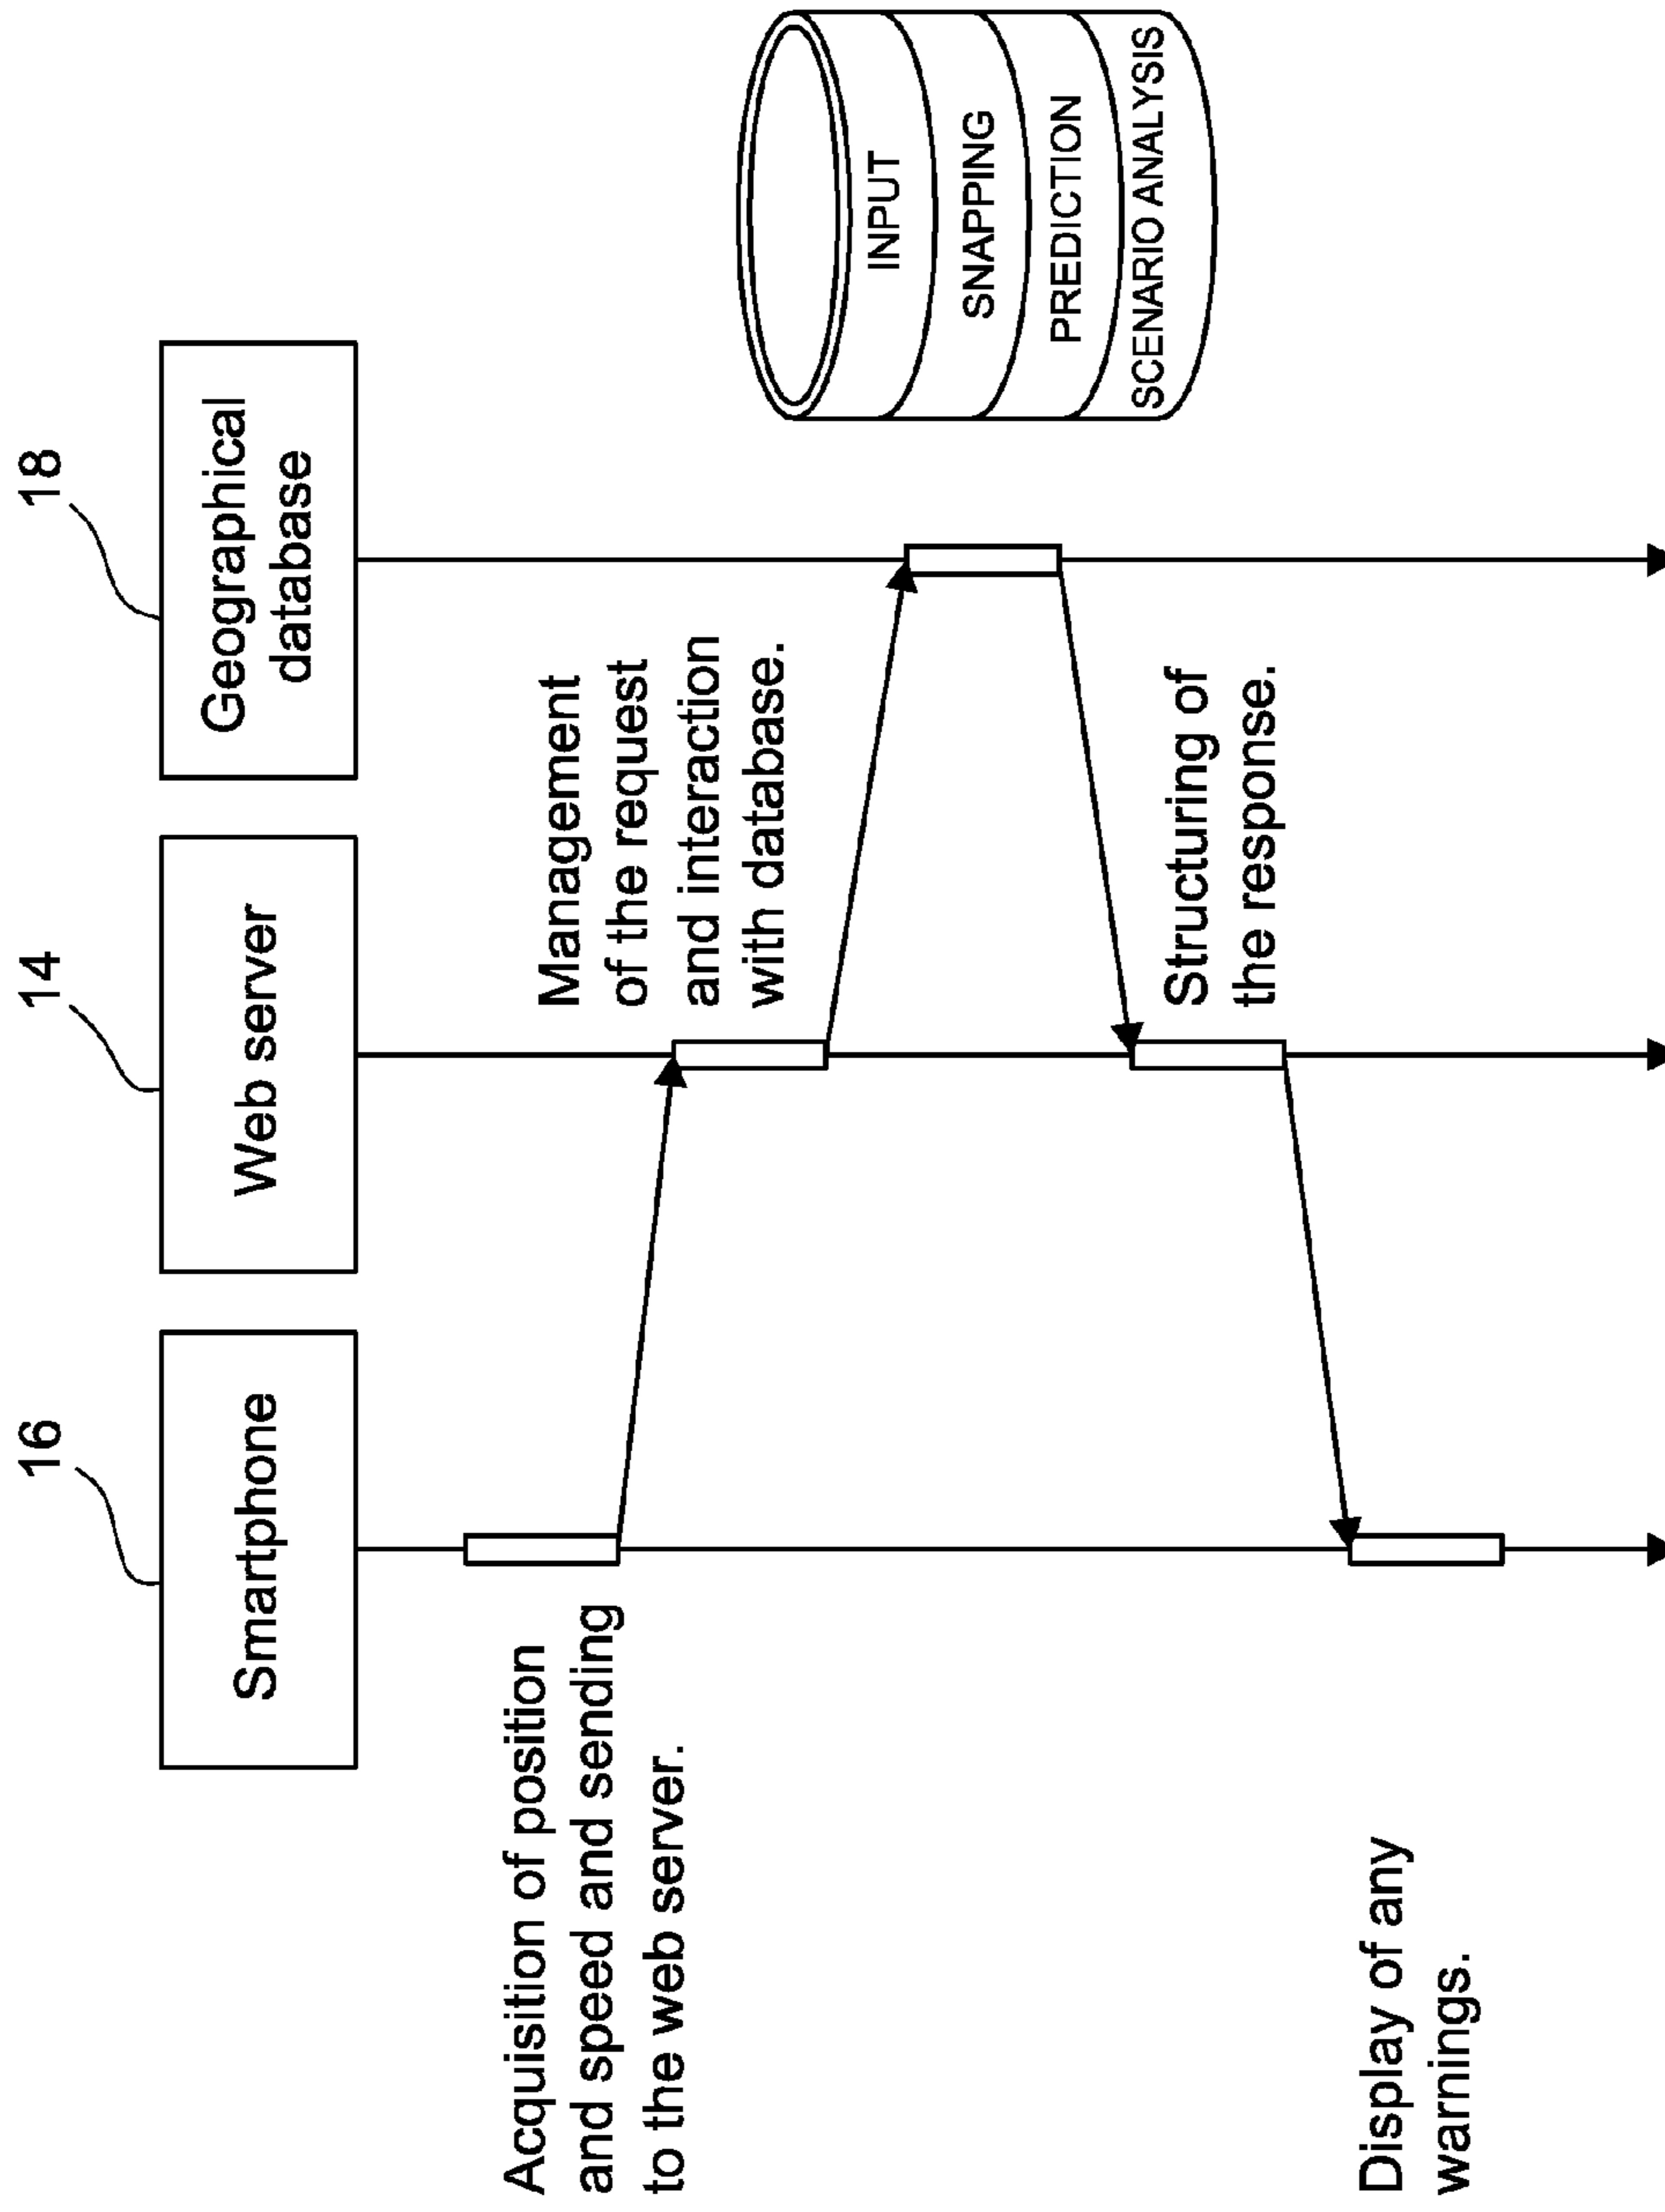 16
14
18
Smartphone
Web server
Geographical
database
Acquisition of position
and speed and sending
to the web server.
Management
of the request
and interaction
with database.
INPUT
SNAPPING
PREDICTION
SCENARIO ANALYSIS
Structuring of
the response.
Display of any
warnings.